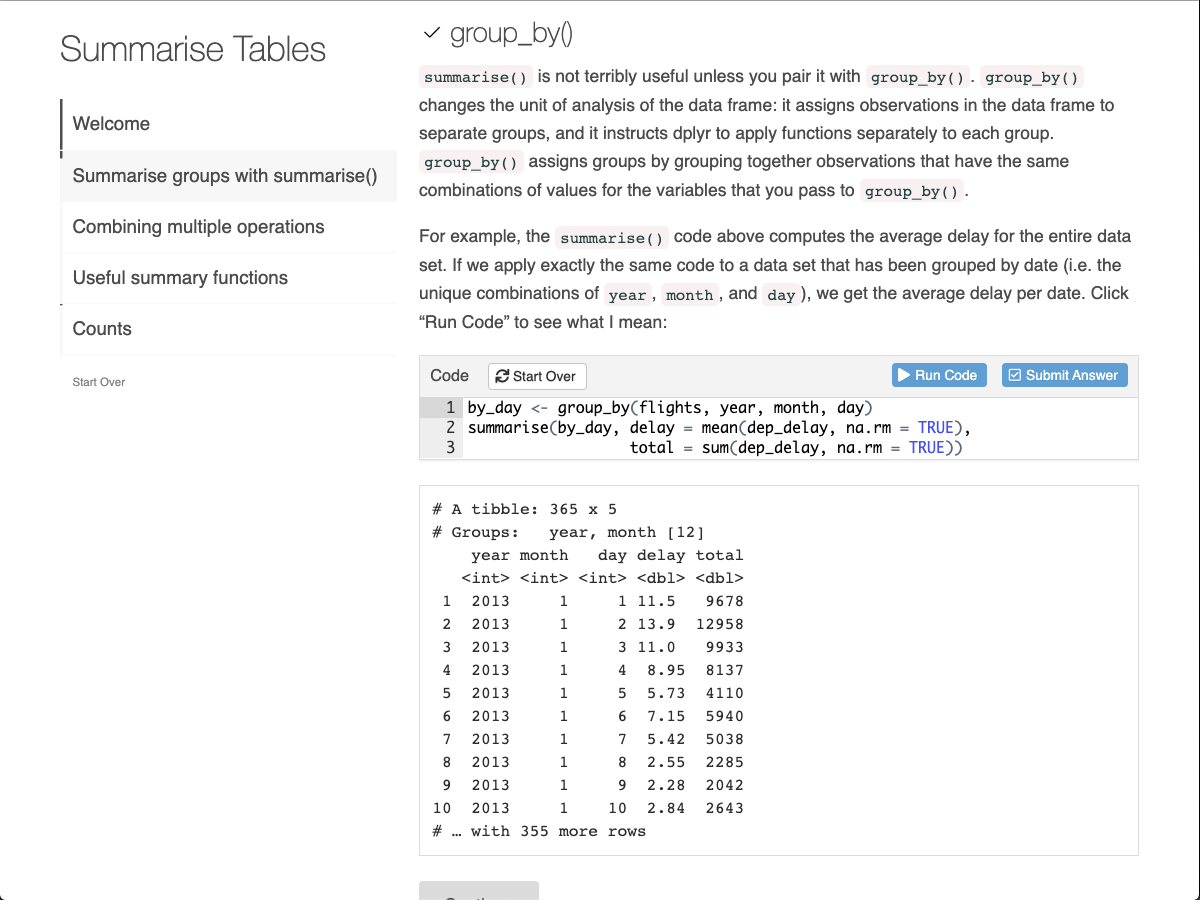 Summarise Tables
Welcome
Summarise groups with summarise()
Combining multiple operations
Useful summary functions
Counts
Start Over
✓ group_by()
summarise() is not terribly useful unless you pair it with group_by(). group_by()
changes the unit of analysis of the data frame: it assigns observations in the data frame to
separate groups, and it instructs dplyr to apply functions separately to each group.
group_by() assigns groups by grouping together observations that have the same
combinations of values for the variables that you pass to group_by().
For example, the summarise() code above computes the average delay for the entire data
set. If we apply exactly the same code to a data set that has been grouped by date (i.e. the
unique combinations of year, month, and day), we get the average delay per date. Click
“Run Code” to see what I mean:
Code Start Over Run Code Submit Answer
1 by_day <- group_by(flights, year, month, day)
2 summarise(by_day, delay = mean(dep_delay, na.rm = TRUE),
3                   total = sum(dep_delay, na.rm = TRUE))
# A tibble: 365 x 5
# Groups:   year, month [12]
    year month   day delay total
   <int> <int> <int> <dbl> <dbl>
 1  2013     1     1 11.5   9678
 2  2013     1     2 13.9  12958
 3  2013     1     3 11.0   9933
 4  2013     1     4  8.95  8137
 5  2013     1     5  5.73  4110
 6  2013     1     6  7.15  5940
 7  2013     1     7  5.42  5038
 8  2013     1     8  2.55  2285
 9  2013     1     9  2.28  2042
10  2013     1    10  2.84  2643
# … with 355 more rows